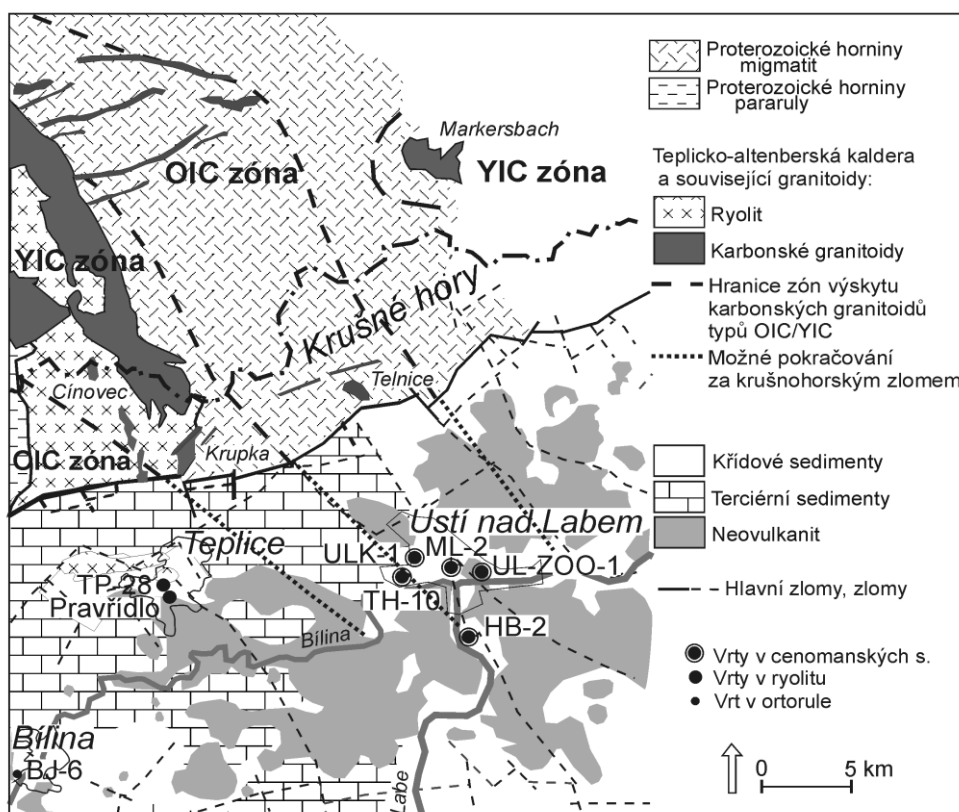 Markersbach
OIC zóna
YIC zóna
YIC zóna
Krušné hory
Cínovec
Telnice
Krupka
OIC zóna
Ústí nad Labem
Teplice
ULK-1
ML-2
UL-ZOO-1
TP-28
Pravřídlo
TH-10
HB-2
Bílina
Bílina
BJ-6
Labe
Proterozoické horniny
migmatit
Proterozoické horniny
pararuly
Teplicko-altenberská kaldera
a související granitoidy:
Ryolit
Karbonské granitoidy
Hranice zón výskytu
karbonských granitoidů
typů OIC/YIC
Možné pokračování
za krušnohorským zlomem
Křídové sedimenty
Terciérní sedimenty
Neovulkanit
Hlavní zlomy, zlomy
Vrty v cenomanských s.
Vrty v ryolitu
Vrt v ortorule
0 5 km